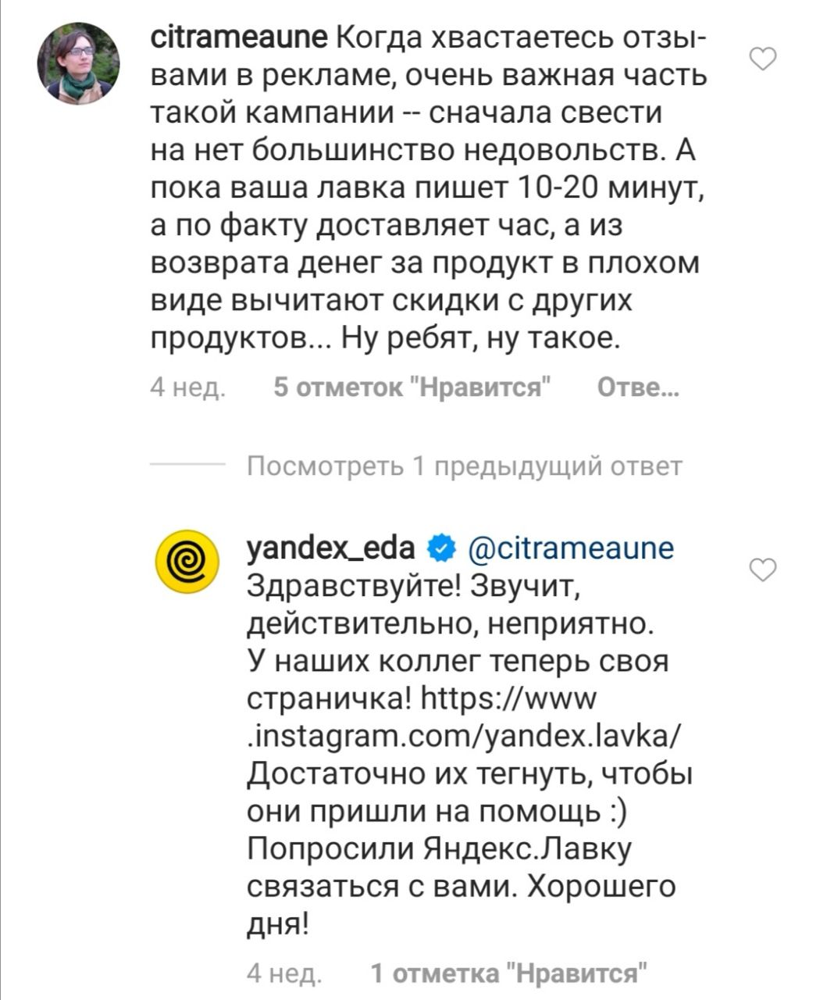 citrameaune Когда хвастаетесь отзы-
вами в рекламе, очень важная часть
такой кампании -- сначала свести
на нет большинство недовольств. А
пока ваша лавка пишет 10-20 минут,
а по факту доставляет час, а из
возврата денег за продукт в плохом
виде вычитают скидки с других
продуктов... Ну ребят, ну такое.
4 нед. 5 отметок "Нравится" Отве...
Посмотреть 1 предыдущий ответ
yandex_eda @citrameaune
Здравствуйте! Звучит,
действительно, неприятно.
У наших коллег теперь своя
страничка! https://www
.instagram.com/yandex.lavka/
Достаточно их тегнуть, чтобы
они пришли на помощь :)
Попросили Яндекс.Лавку
связаться с вами. Хорошего
дня!
4 нед. 1 отметка "Нравится"